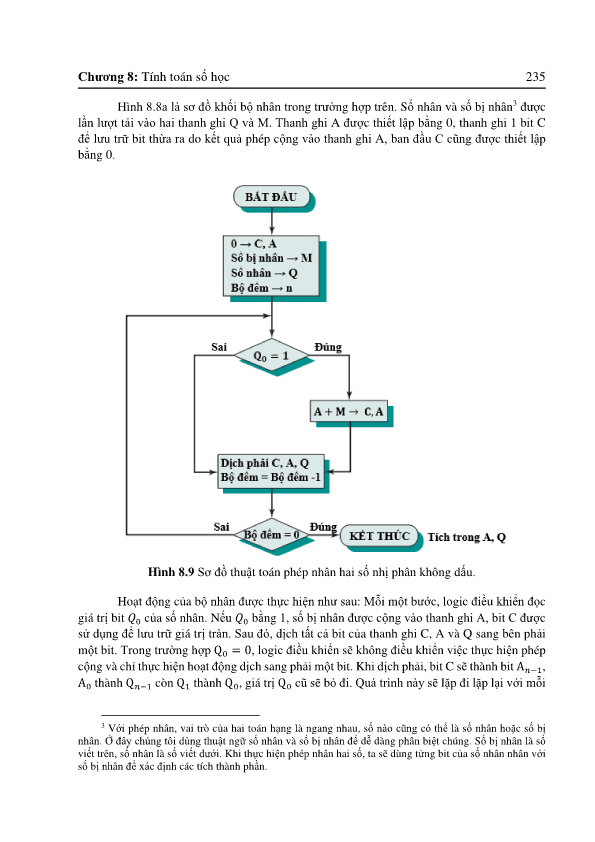 Chương 8: Tính toán số học 235
Hình 8.8a là sơ đồ khối bộ nhân trong trường hợp trên. Số nhân và số bị nhân³ được
lần lượt tải vào hai thanh ghi Q và M. Thanh ghi A được thiết lập bằng 0, thanh ghi 1 bit C
để lưu trữ bit thừa ra do kết quả phép cộng vào thanh ghi A, ban đầu C cũng được thiết lập
bằng 0.
BẮT ĐẦU
0 → C, A
Số bị nhân → M
Số nhân → Q
Bộ đếm → n
Sai
Q₀ = 1
Đúng
A + M → C, A
Dịch phải C, A, Q
Bộ đếm = Bộ đếm -1
Sai
Bộ đếm = 0
Đúng
KẾT THÚC
Tích trong A, Q
Hình 8.9 Sơ đồ thuật toán phép nhân hai số nhị phân không dấu.
Hoạt động của bộ nhân được thực hiện như sau: Mỗi một bước, logic điều khiển đọc
giá trị bit Q₀ của số nhân. Nếu Q₀ bằng 1, số bị nhân được cộng vào thanh ghi A, bit C được
sử dụng để lưu trữ giá trị tràn. Sau đó, dịch tất cả bit của thanh ghi C, A và Q sang bên phải
một bit. Trong trường hợp Q₀ = 0, logic điều khiển sẽ không điều khiển việc thực hiện phép
cộng và chỉ thực hiện hoạt động dịch sang phải một bit. Khi dịch phải, bit C sẽ thành bit Aₙ₋₁,
A₀ thành Qₙ₋₁ còn Q₁ thành Q₀, giá trị Q₀ cũ sẽ bỏ đi. Quá trình này sẽ lặp đi lặp lại với mỗi
³ Với phép nhân, vai trò của hai toán hạng là ngang nhau, số nào cũng có thể là số nhân hoặc số bị
nhân. Ở đây chúng tôi dùng thuật ngữ số nhân và số bị nhân để dễ dàng phân biệt chúng. Số bị nhân là số
viết trên, số nhân là số viết dưới. Khi thực hiện phép nhân hai số, ta sẽ dùng từng bit của số nhân nhân với
số bị nhân để xác định các tích thành phần.